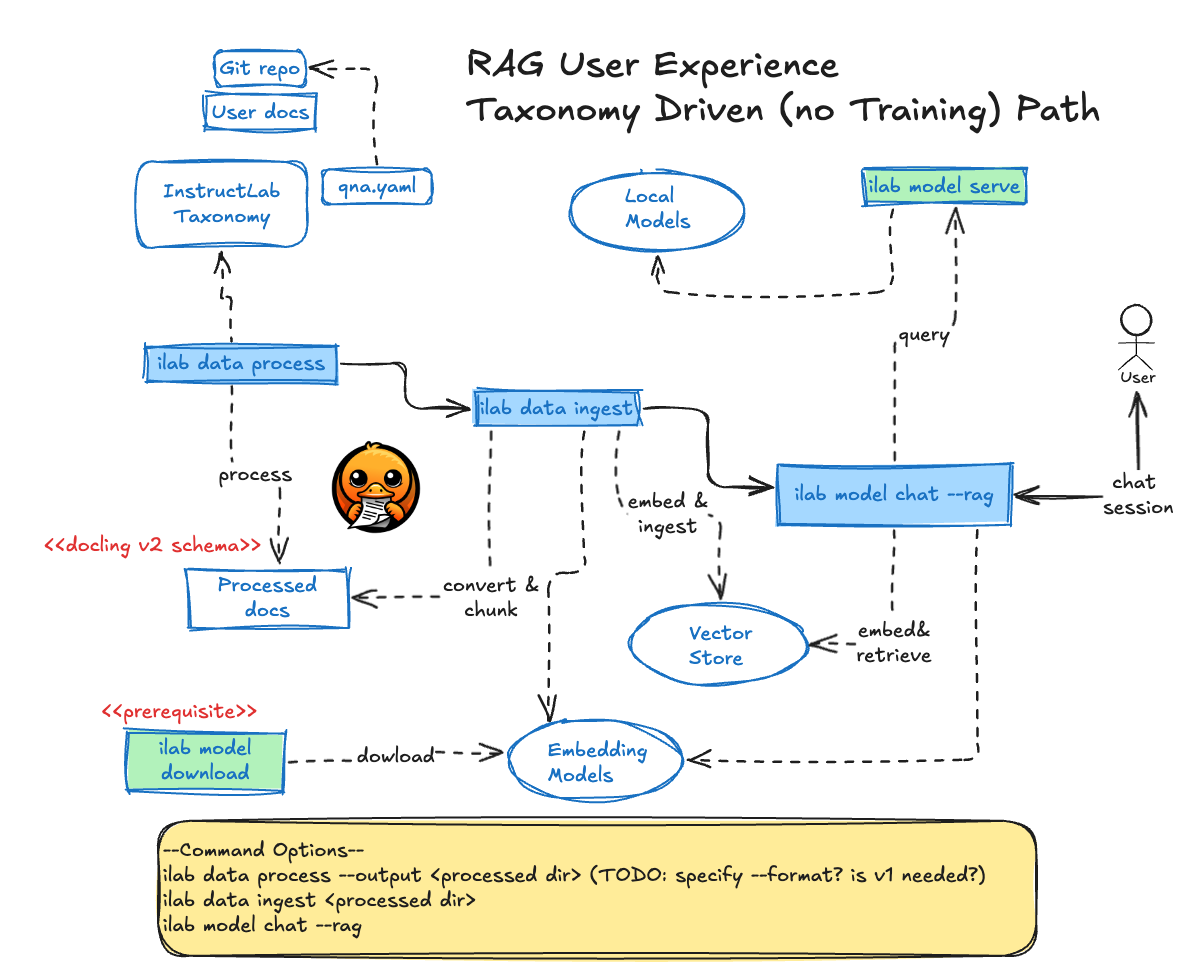 RAG User Experience
Taxonomy Driven (no Training) Path
Git repo
User docs
InstructLab
Taxonomy
qna.yaml
Local
Models
ilab model serve
query
User
ilab data process
ilab data ingest
process
embed &
ingest
ilab model chat --rag
chat
session
<<docling v2 schema>>
Processed
docs
convert &
chunk
Vector
Store
embed&
retrieve
<<prerequisite>>
ilab model
download
dowload
Embedding
Models
--Command Options--
ilab data process --output <processed dir> (TODO: specify --format? is v1 needed?)
ilab data ingest <processed dir>
ilab model chat --rag